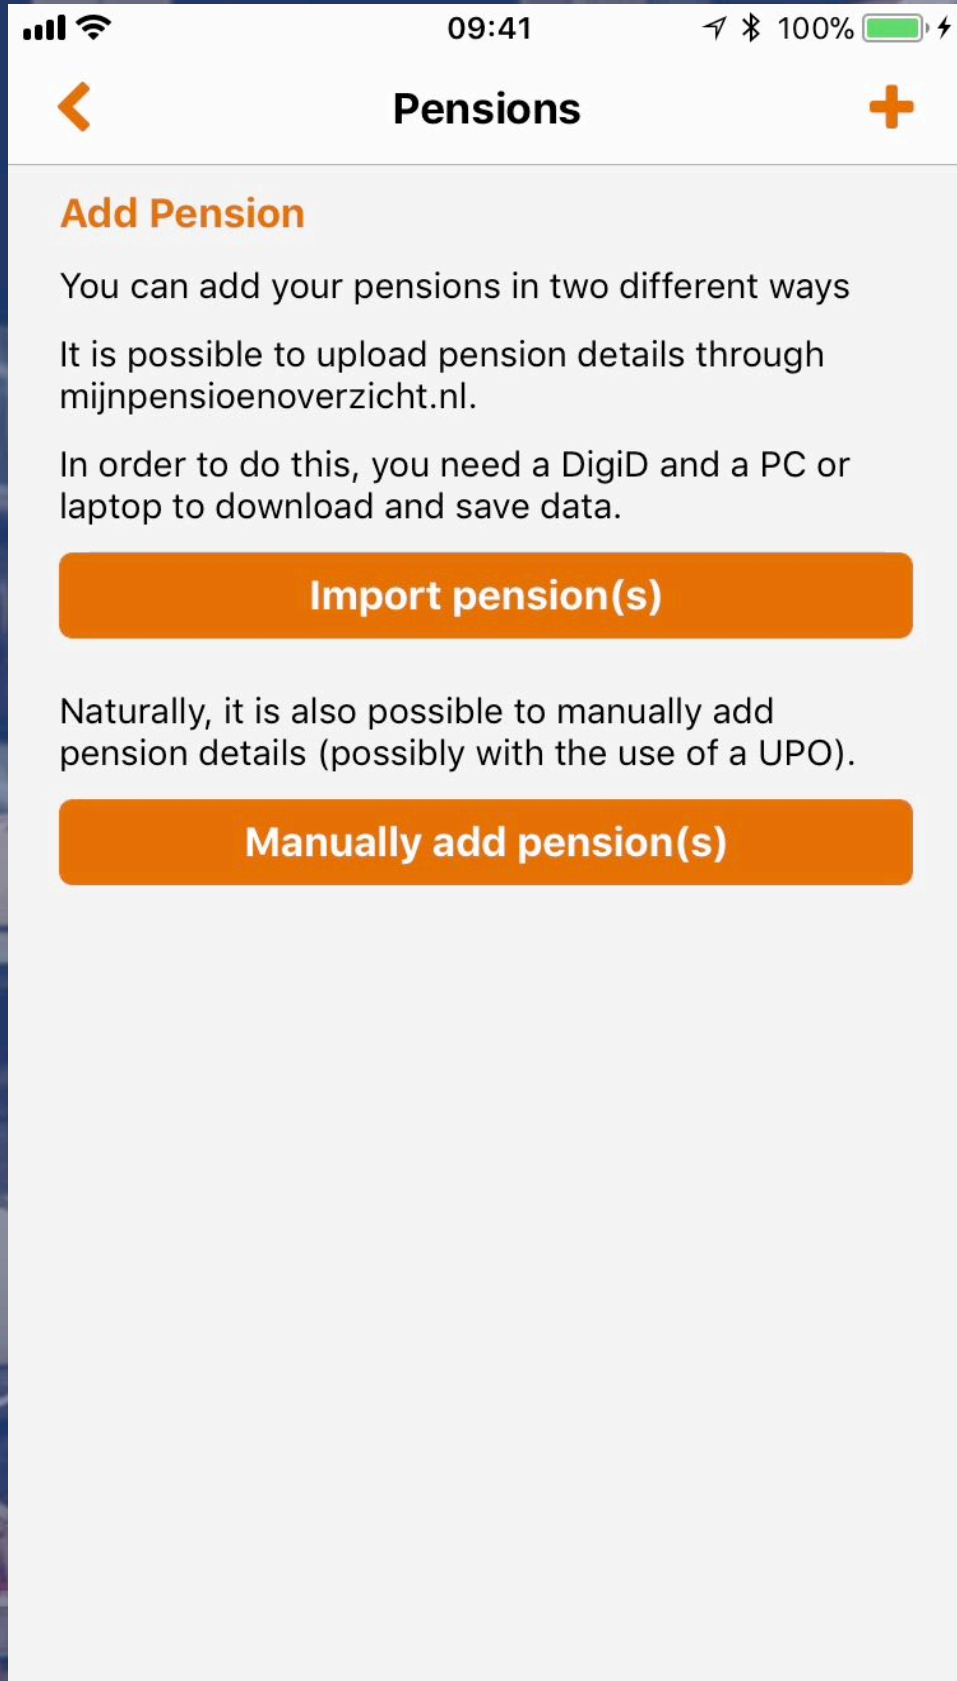 09:41
100%
Pensions
Add Pension
You can add your pensions in two different ways
It is possible to upload pension details through
mijnpensioenoverzicht.nl.
In order to do this, you need a DigiD and a PC or
laptop to download and save data.
Import pension(s)
Naturally, it is also possible to manually add
pension details (possibly with the use of a UPO).
Manually add pension(s)